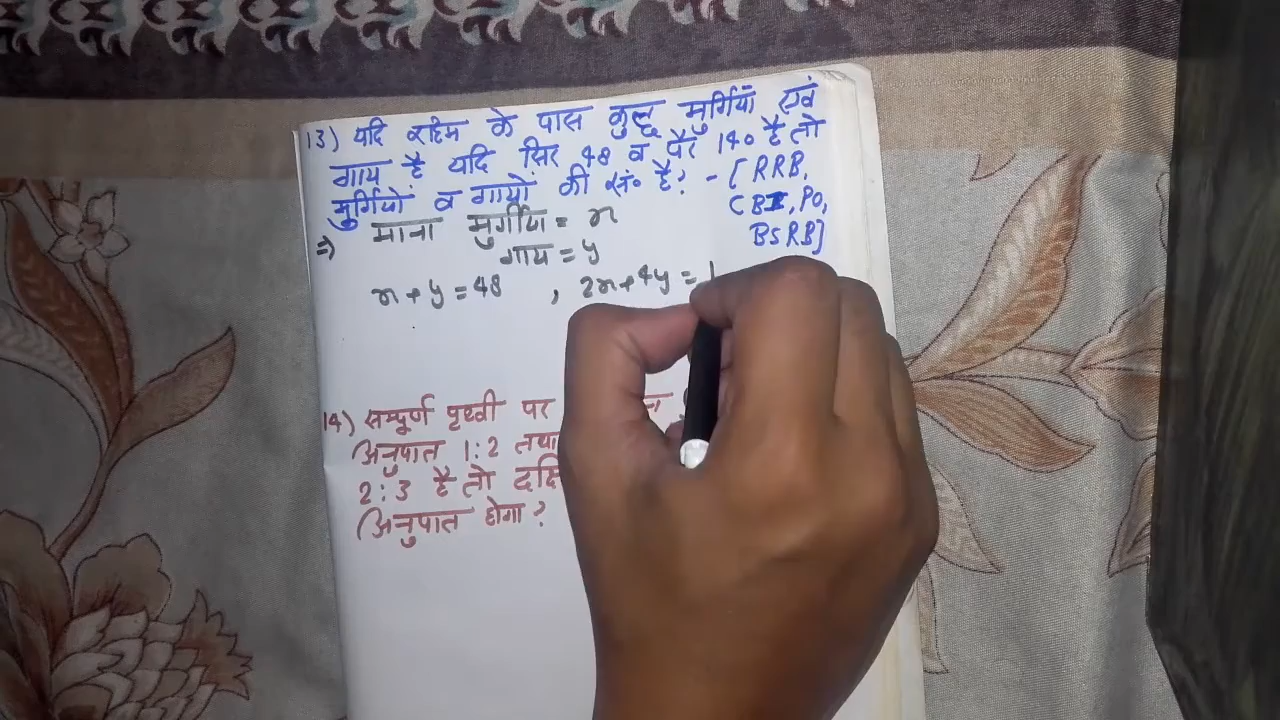 13) यदि रहिम के पास कुछ मुर्गियाँ एवं
गाय है यदि सिर 48 व पैर 140 है तो
मुर्गियों व गायों की सं० है? - [RRB,
CBI, PO,
BSRB]
⇒ माना मुर्गीया = x
गाय = y
x + y = 48 , 2x + 4y = 1
14) सम्पूर्ण पृथ्वी पर
अनुपात 1:2 तथा
2:3 है तो
अनुपात होगा?